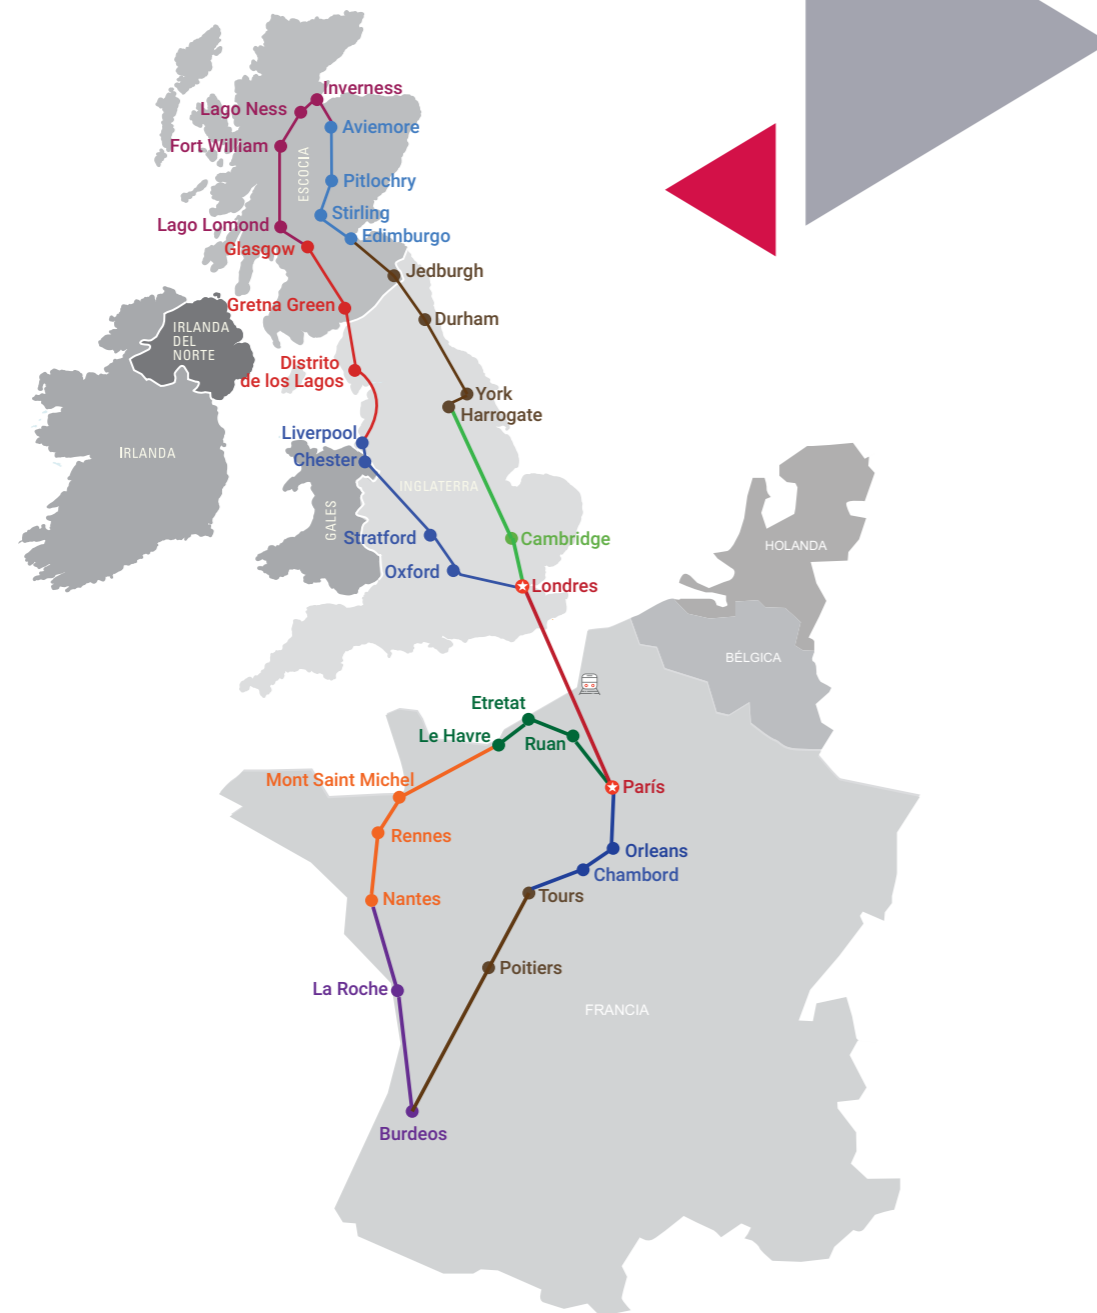 Inverness
Lago Ness
Aviemore
Fort William
ESCOCIA
Pitlochry
Stirling
Lago Lomond
Edimburgo
Glasgow
Jedburgh
Gretna Green
Durham
IRLANDA
DEL
NORTE
Distrito
de los Lagos
York
Harrogate
Liverpool
IRLANDA
Chester
INGLATERRA
GALES
Stratford
Cambridge
HOLANDA
Oxford
Londres
BÉLGICA
Etretat
Le Havre
Ruan
Mont Saint Michel
París
Rennes
Orleans
Chambord
Nantes
Tours
Poitiers
La Roche
FRANCIA
Burdeos